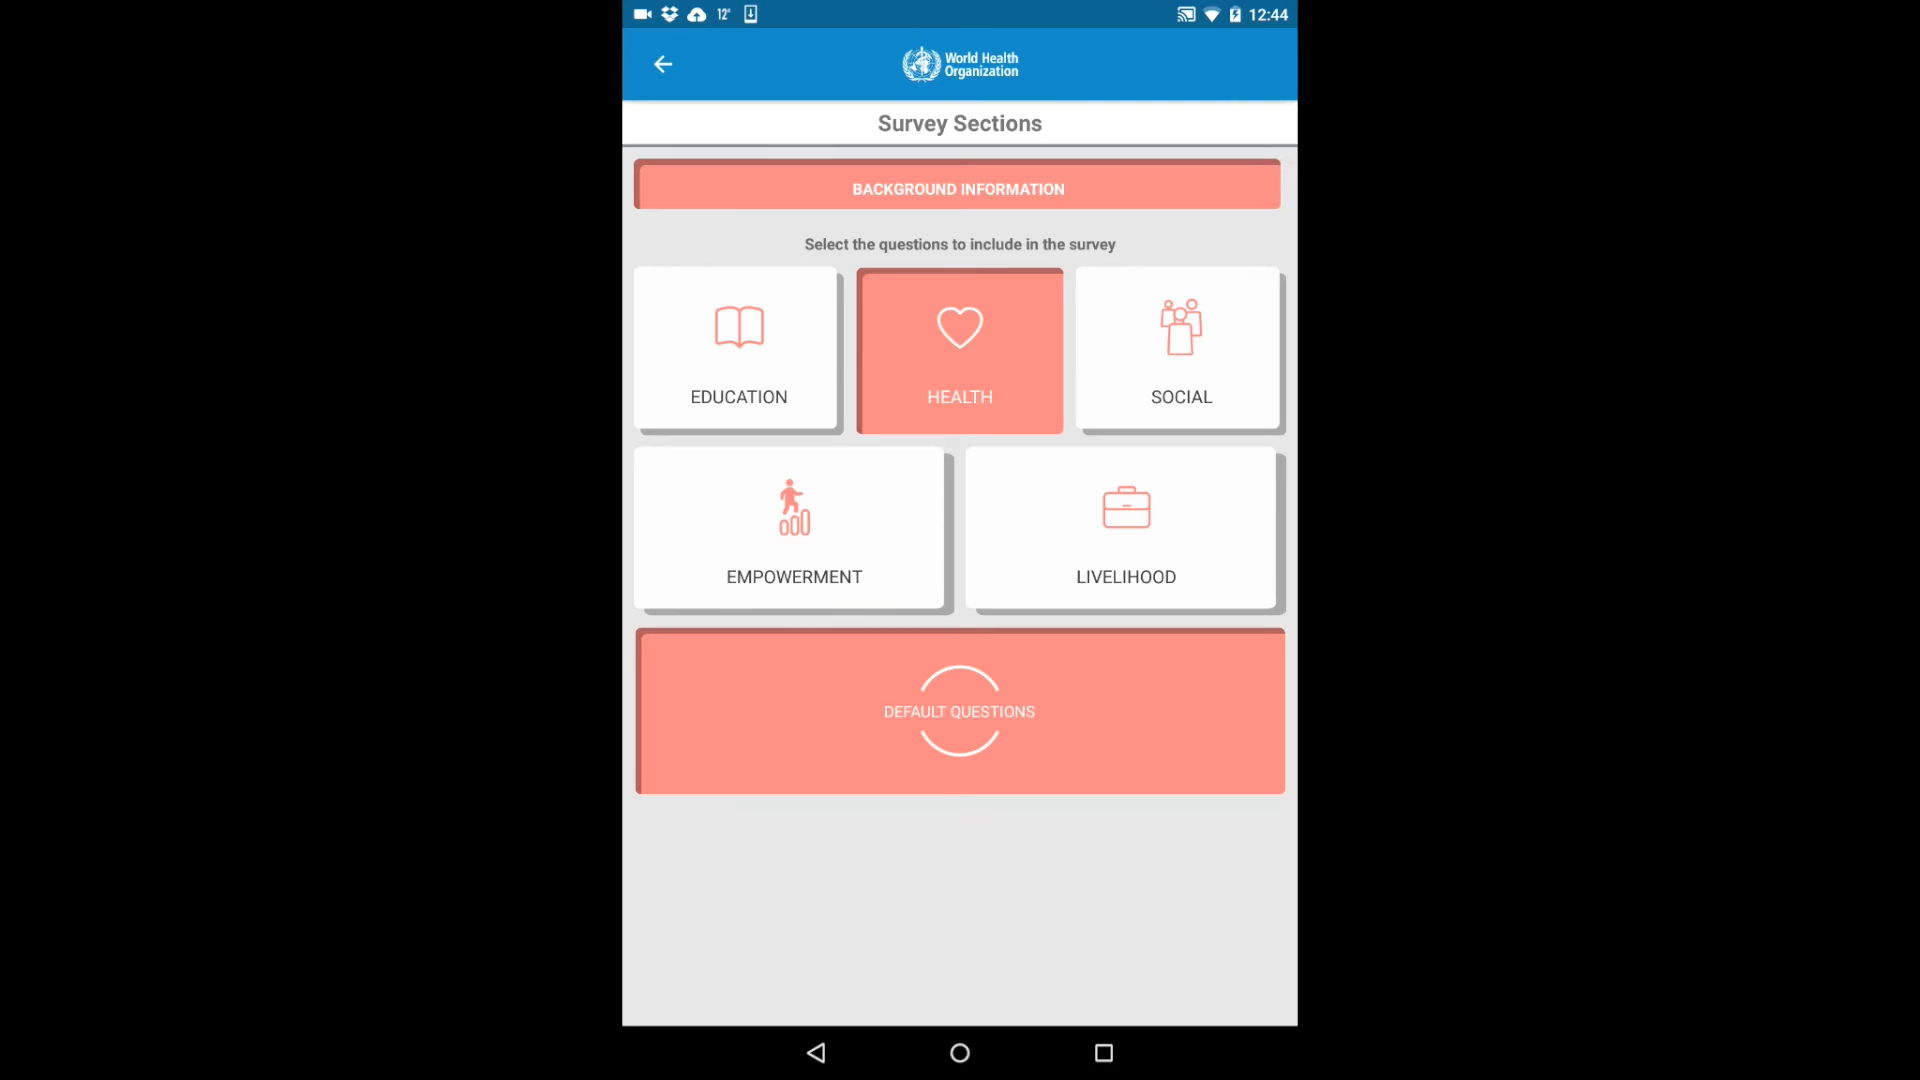 12°
12:44
World Health
Organization
Survey Sections
BACKGROUND INFORMATION
Select the questions to include in the survey
EDUCATION
HEALTH
SOCIAL
EMPOWERMENT
LIVELIHOOD
DEFAULT QUESTIONS